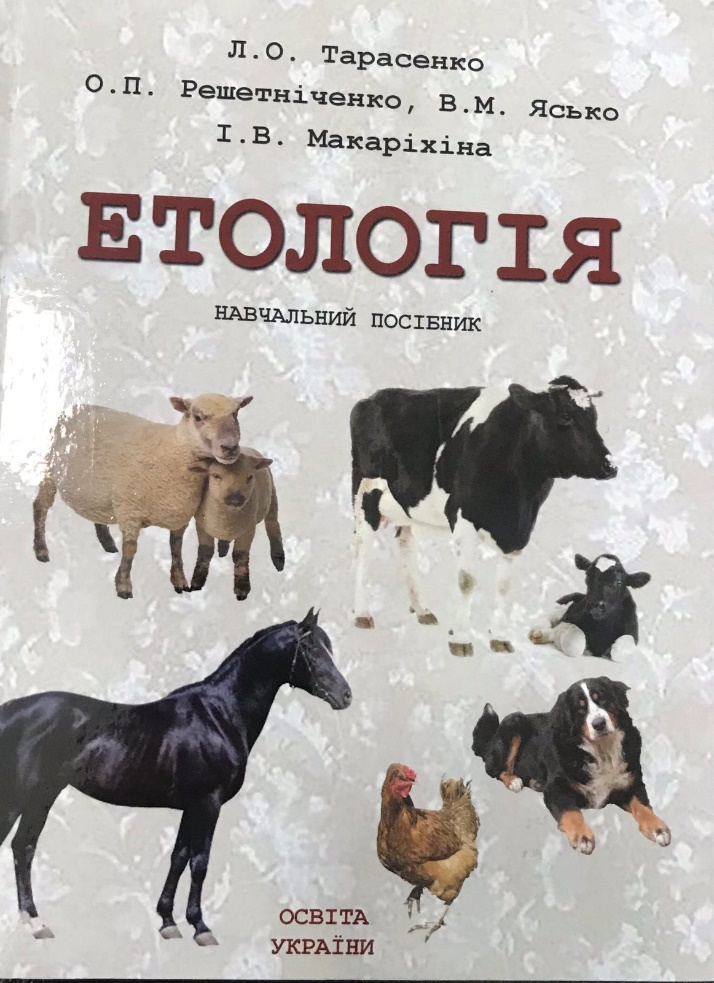 Л.О. Тарасенко
О.П. Решетніченко, В.М. Ясько
І.В. Макаріхіна
ЕТОЛОГІЯ
НАВЧАЛЬНИЙ ПОСІБНИК
ОСВІТА
УКРАЇНИ